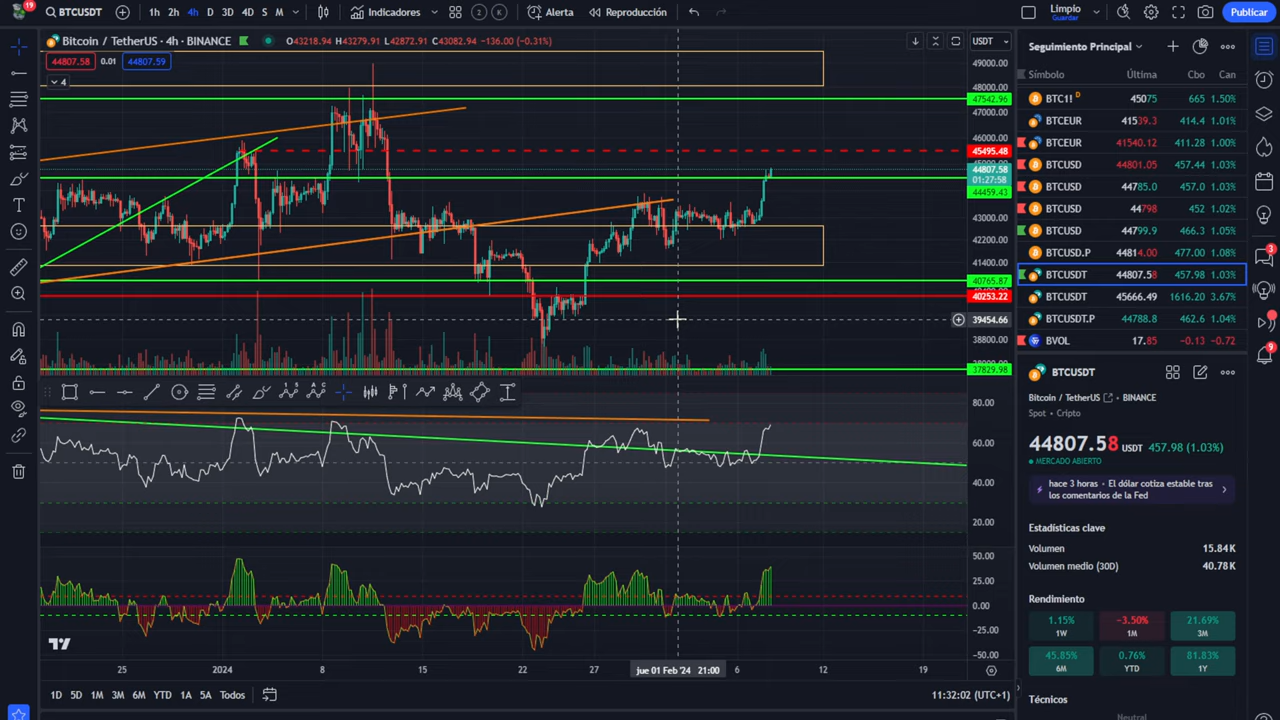 19
BTCUSDT
1h 2h 4h D 3D 4D S M
Indicadores
2 K
Alerta
Reproducción
Limpio
Guardar
Publicar
Bitcoin / TetherUS · 4h · BINANCE
O43218.94 H43279.91 L42872.91 C43082.94 −136.00 (−0.31%)
USDT
44807.58 0.01 44807.59
4
49000.00
48000.00
47542.96
47000.00
46000.00
45495.48
44807.58
01:27:58
44459.43
43000.00
42200.00
41400.00
40765.87
40253.22
39454.66
38800.00
37829.98
80.00
60.00
40.00
20.00
50.00
25.00
0.00
−25.00
−50.00
25 2024 8 15 22 27 jue 01 Feb '24 21:00 6 12 19
1D 5D 1M 3M 6M YTD 1A 5A Todos
11:32:02 (UTC+1)
Seguimiento Principal
Símbolo Última Cbo Can
BTC1! D 45075 665 1.50%
BTCEUR 41539.3 414.4 1.01%
BTCEUR 41540.12 411.28 1.00%
BTCUSD 44801.05 457.44 1.03%
BTCUSD 44785.0 457.0 1.03%
BTCUSD 44798 452 1.02%
BTCUSD 44799.9 466.3 1.05%
BTCUSD.P 44814.00 477.00 1.08%
BTCUSDT 44807.58 457.98 1.03%
BTCUSDT 45666.49 1616.20 3.67%
BTCUSDT.P 44788.8 462.6 1.04%
BVOL 17.85 −0.13 −0.72
BTCUSDT
Bitcoin / TetherUS · BINANCE
Spot · Cripto
44807.58 USDT 457.98 (1.03%)
MERCADO ABIERTO
hace 3 horas · El dólar cotiza estable tras
los comentarios de la Fed
Estadísticas clave
Volumen 15.84K
Volumen medio (30D) 40.78K
Rendimiento
1.15% −3.50% 21.69%
1W 1M 3M
45.85% 0.76% 81.83%
6M YTD 1Y
Técnicos
Neutral
3
9